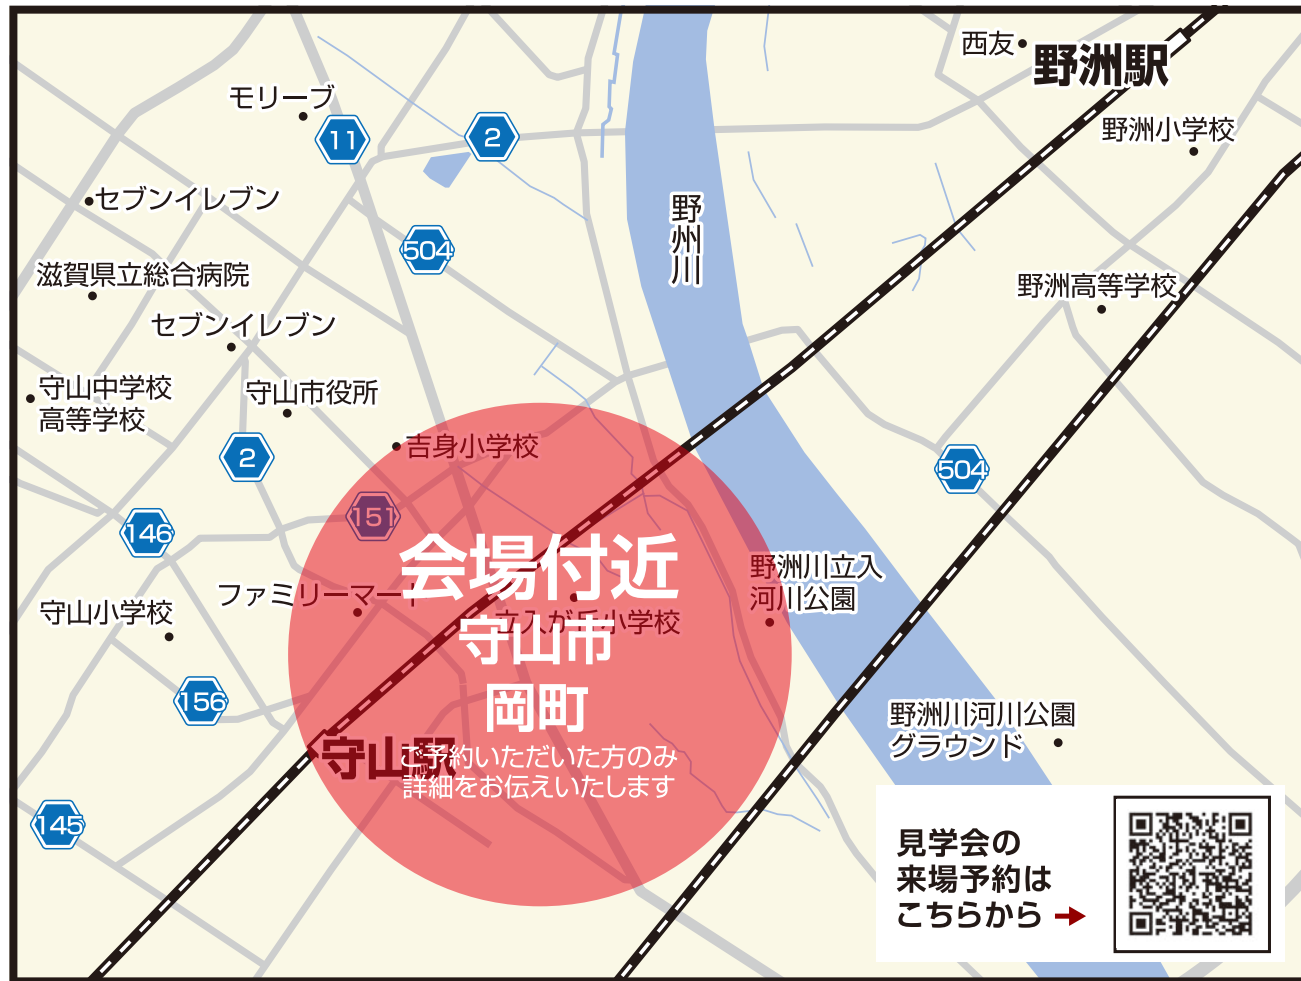 西友
野洲駅
モリーブ
11
2
野洲小学校
セブンイレブン
野州川
504
滋賀県立総合病院
野洲高等学校
セブンイレブン
守山中学校
高等学校
守山市役所
吉身小学校
2
504
151
146
会場付近
野洲川立入
河川公園
ファミリーマート
守山小学校
立入が丘小学校
守山市
156
岡町
野洲川河川公園
グラウンド
守山駅
ご予約いただいた方のみ
詳細をお伝えいたします
145
見学会の
来場予約は
こちらから